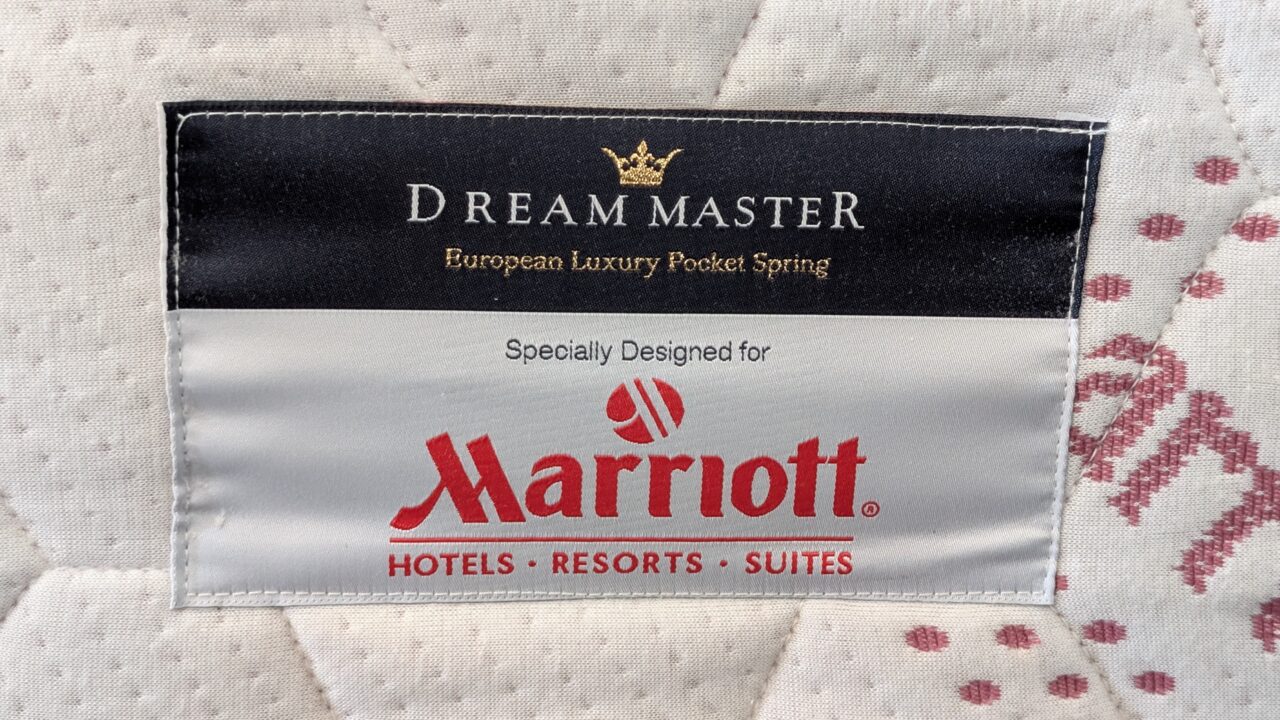 DREAM MASTER
European Luxury Pocket Spring
Specially Designed for
Marriott®
HOTELS · RESORTS · SUITES